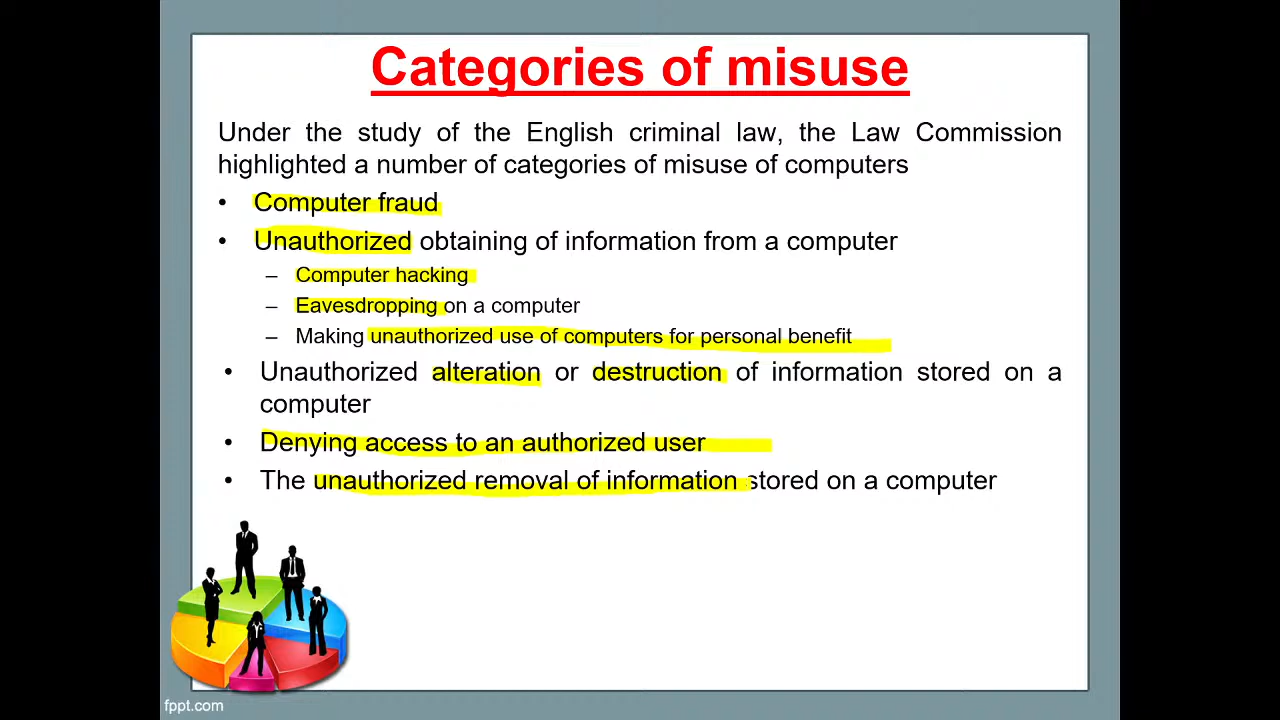 Categories of misuse
Under the study of the English criminal law, the Law Commission
highlighted a number of categories of misuse of computers
• Computer fraud
• Unauthorized obtaining of information from a computer
– Computer hacking
– Eavesdropping on a computer
– Making unauthorized use of computers for personal benefit
• Unauthorized alteration or destruction of information stored on a
computer
• Denying access to an authorized user
• The unauthorized removal of information stored on a computer
fppt.com